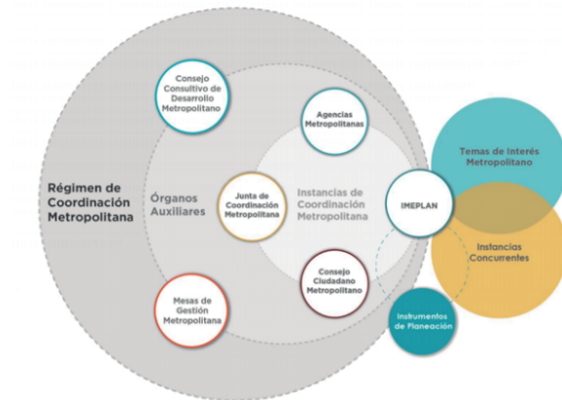 Consejo
Consultivo de
Desarrollo
Metropolitano
Agencias
Metropolitanas
Temas de Interés
Metropolitano
Régimen de
Coordinación
Metropolitana
Órganos
Auxiliares
Junta de
Coordinación
Metropolitana
Instancias de
Coordinación
Metropolitana
IMEPLAN
Instancias
Concurrentes
Consejo
Ciudadano
Metropolitano
Mesas de
Gestión
Metropolitana
Instrumentos
de Planeación